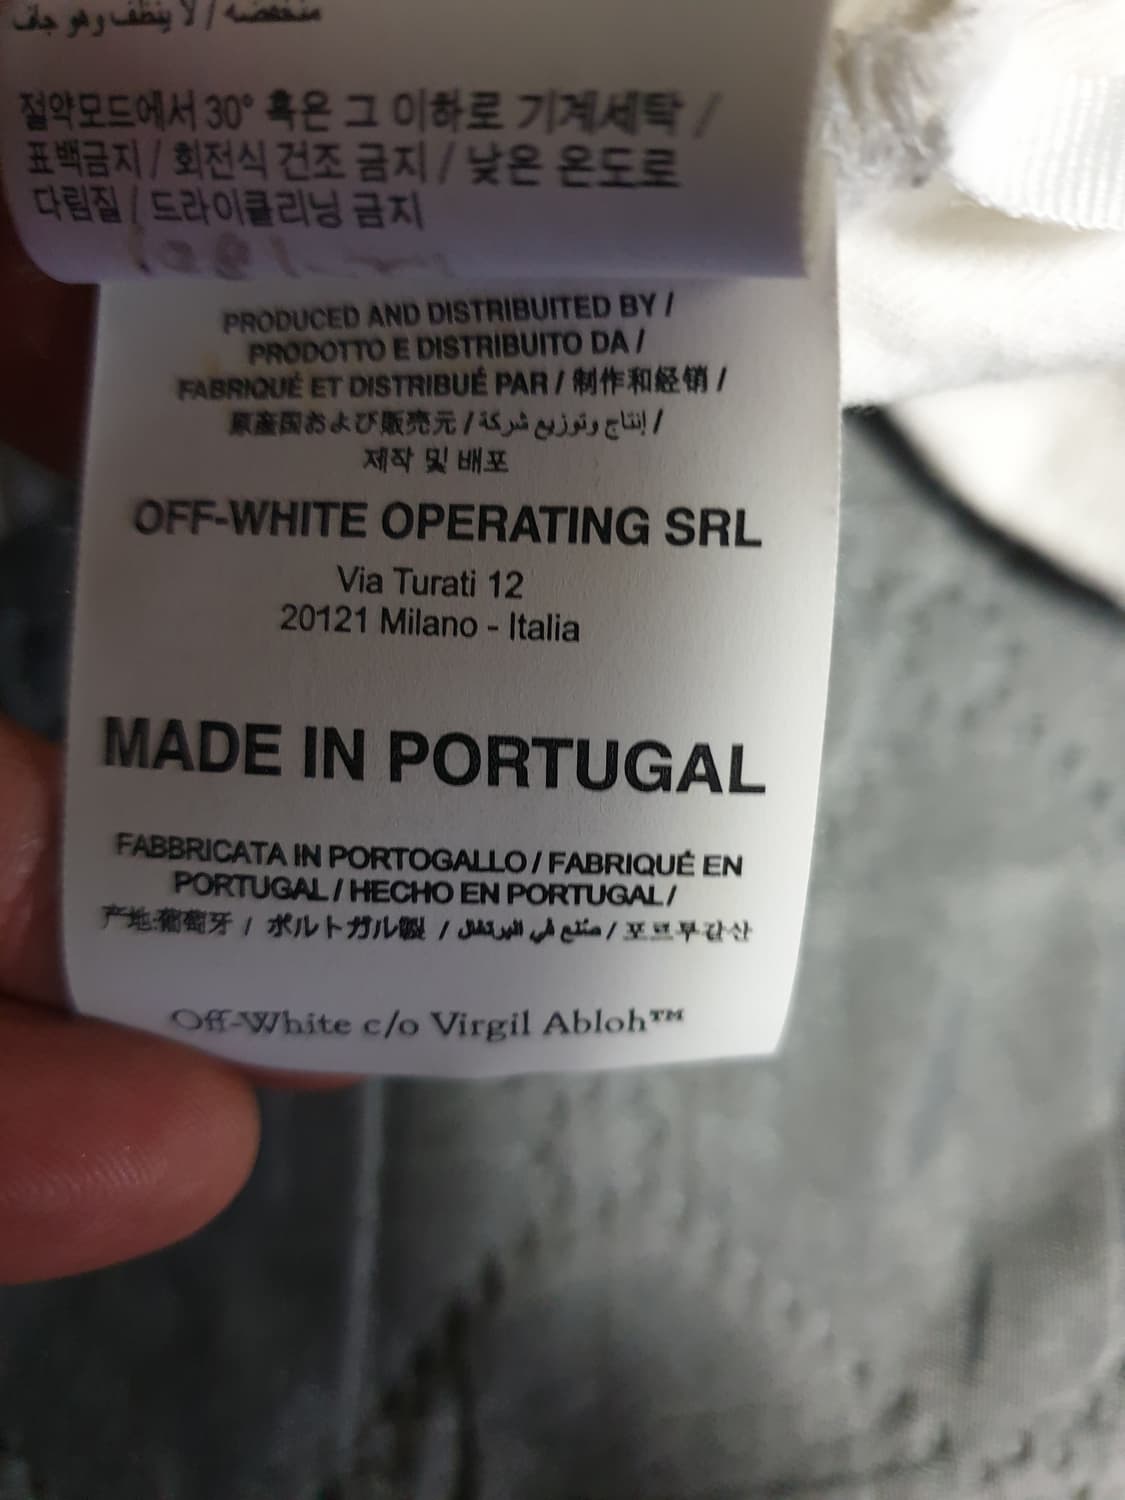 منخفضة / لا ينظف وهو جاف
절약모드에서 30° 혹은 그 이하로 기계세탁 /
표백금지 / 회전식 건조 금지 / 낮은 온도로
다림질 / 드라이클리닝 금지
PRODUCED AND DISTRIBUITED BY /
PRODOTTO E DISTRIBUITO DA /
FABRIQUÉ ET DISTRIBUÉ PAR / 制作和经销 /
原産国および販売元 / إنتاج وتوزيع شركة /
제작 및 배포
OFF-WHITE OPERATING SRL
Via Turati 12
20121 Milano - Italia
MADE IN PORTUGAL
FABBRICATA IN PORTOGALLO / FABRIQUÉ EN
PORTUGAL / HECHO EN PORTUGAL /
产地:葡萄牙 / ポルトガル製 / صنع في البرتغال / 포르투갈산
Off-White c/o Virgil Abloh™